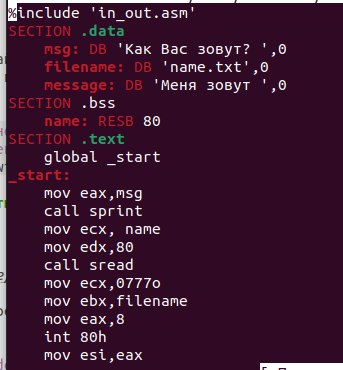 %include 'in_out.asm'
SECTION .data
msg: DB 'Как Вас зовут? ',0
filename: DB 'name.txt',0
message: DB 'Меня зовут ',0
SECTION .bss
name: RESB 80
SECTION .text
global _start
_start:
mov eax,msg
call sprint
mov ecx, name
mov edx,80
call sread
mov ecx,0777o
mov ebx,filename
mov eax,8
int 80h
mov esi,eax